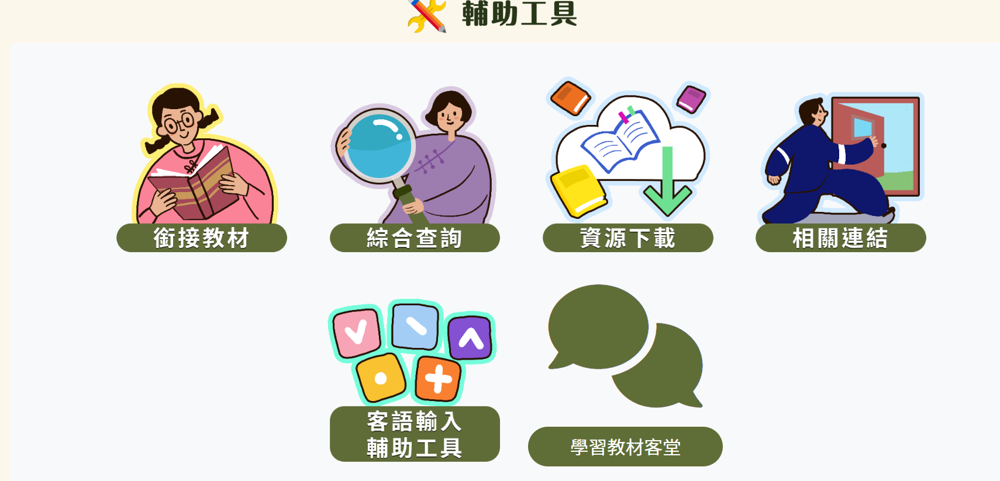 輔助工具
銜接教材
綜合查詢
資源下載
相關連結
客語輸入
輔助工具
學習教材客堂